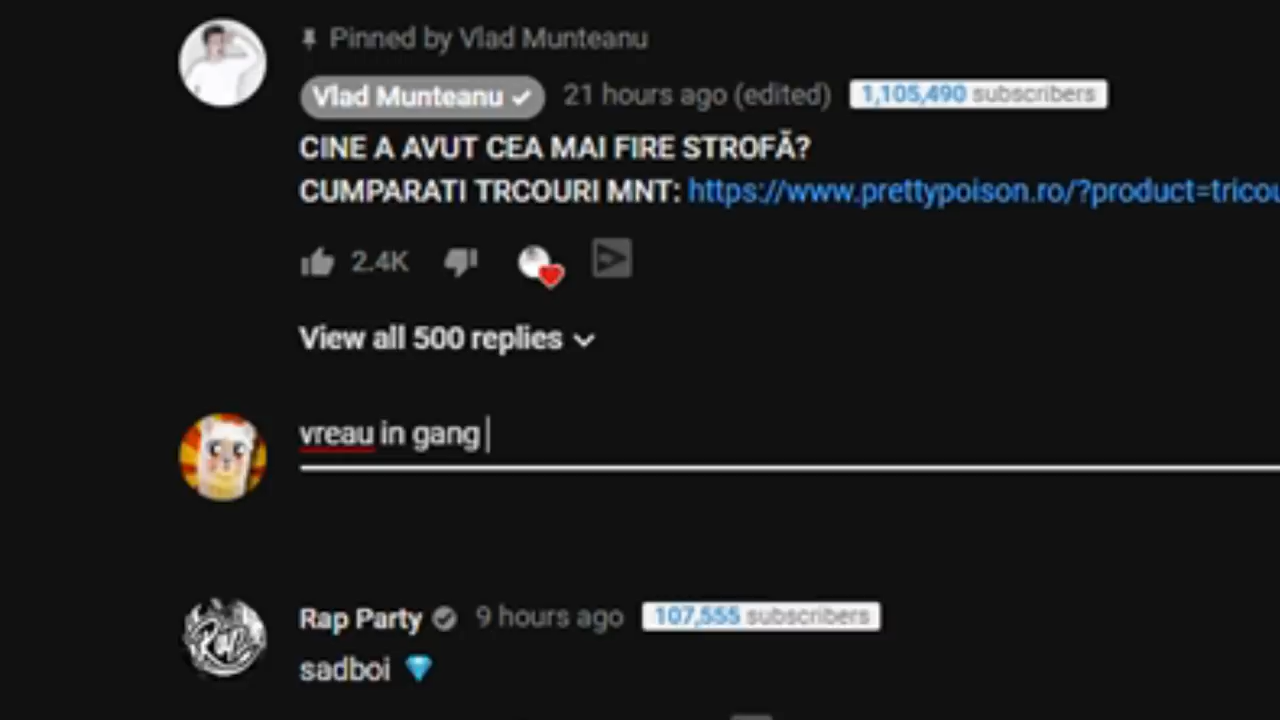 Pinned by Vlad Munteanu
Vlad Munteanu 21 hours ago (edited) 1,105,490 subscribers
CINE A AVUT CEA MAI FIRE STROFĂ?
CUMPARATI TRCOURI MNT: https://www.prettypoison.ro/?product=tricou
2.4K
View all 500 replies
vreau in gang
Rap Party 9 hours ago 107,555 subscribers
sadboi